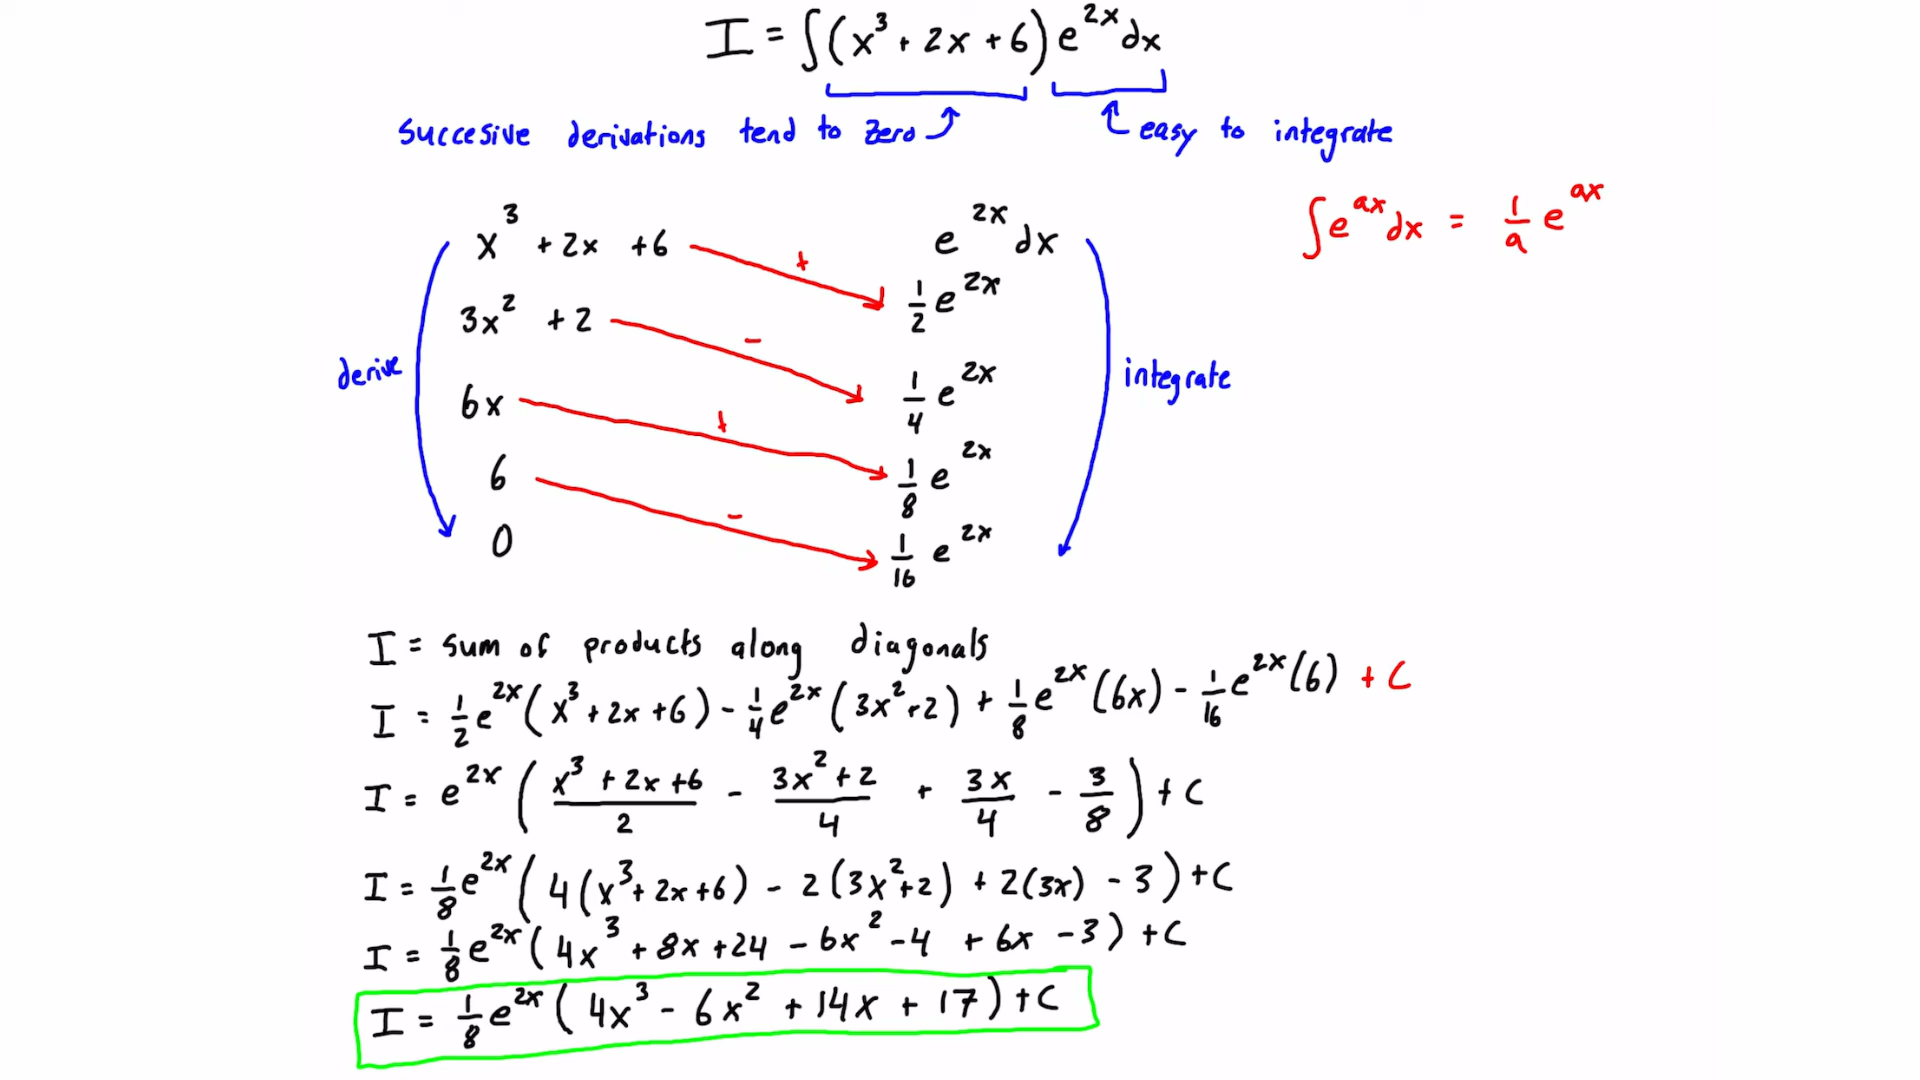 I = ∫(x³ + 2x + 6) e^{2x} dx
Succesive derivations tend to zero easy to integrate
∫e^{ax} dx = 1/a e^{ax}
x³ + 2x + 6 + e^{2x} dx
3x² + 2 - 1/2 e^{2x}
derive 6x + 1/4 e^{2x} integrate
6 - 1/8 e^{2x}
0 1/16 e^{2x}
I = sum of products along diagonals
I = 1/2 e^{2x} (x³ + 2x + 6) - 1/4 e^{2x} (3x² + 2) + 1/8 e^{2x} (6x) - 1/16 e^{2x} (6) + C
I = e^{2x} ( (x³ + 2x + 6)/2 - (3x² + 2)/4 + 3x/4 - 3/8 ) + C
I = 1/8 e^{2x} ( 4(x³ + 2x + 6) - 2(3x² + 2) + 2(3x) - 3 ) + C
I = 1/8 e^{2x} ( 4x³ + 8x + 24 - 6x² - 4 + 6x - 3 ) + C
I = 1/8 e^{2x} ( 4x³ - 6x² + 14x + 17 ) + C